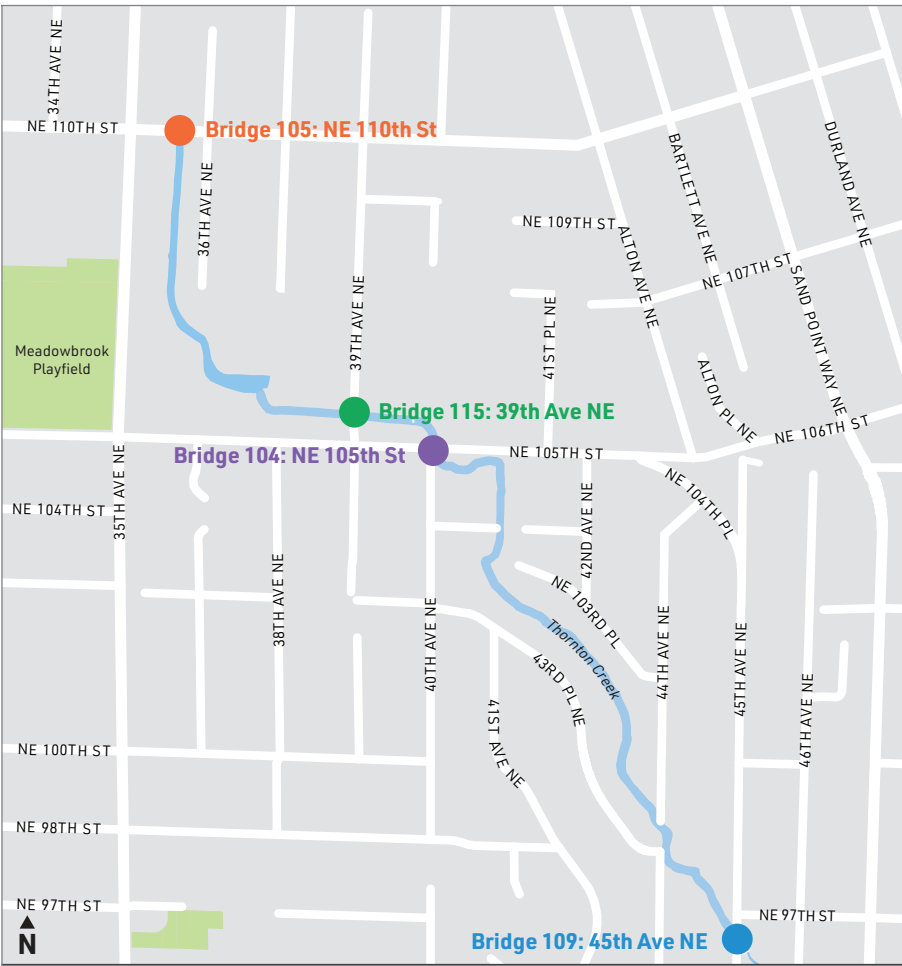 34TH AVE NE
NE 110TH ST
Bridge 105: NE 110th St
36TH AVE NE
BARTLETT AVE NE
DURLAND AVE NE
NE 109TH ST
ALTON AVE NE
NE 107TH ST
SAND POINT WAY NE
39TH AVE NE
41ST PL NE
Meadowbrook
Playfield
ALTON PL NE
Bridge 115: 39th Ave NE
NE 106TH ST
Bridge 104: NE 105th St
NE 105TH ST
35TH AVE NE
NE 104TH ST
NE 104TH PL
42ND AVE NE
38TH AVE NE
NE 103RD PL
40TH AVE NE
Thornton Creek
44TH AVE NE
45TH AVE NE
43RD PL NE
46TH AVE NE
41ST AVE NE
NE 100TH ST
NE 98TH ST
NE 97TH ST
NE 97TH ST
N
Bridge 109: 45th Ave NE